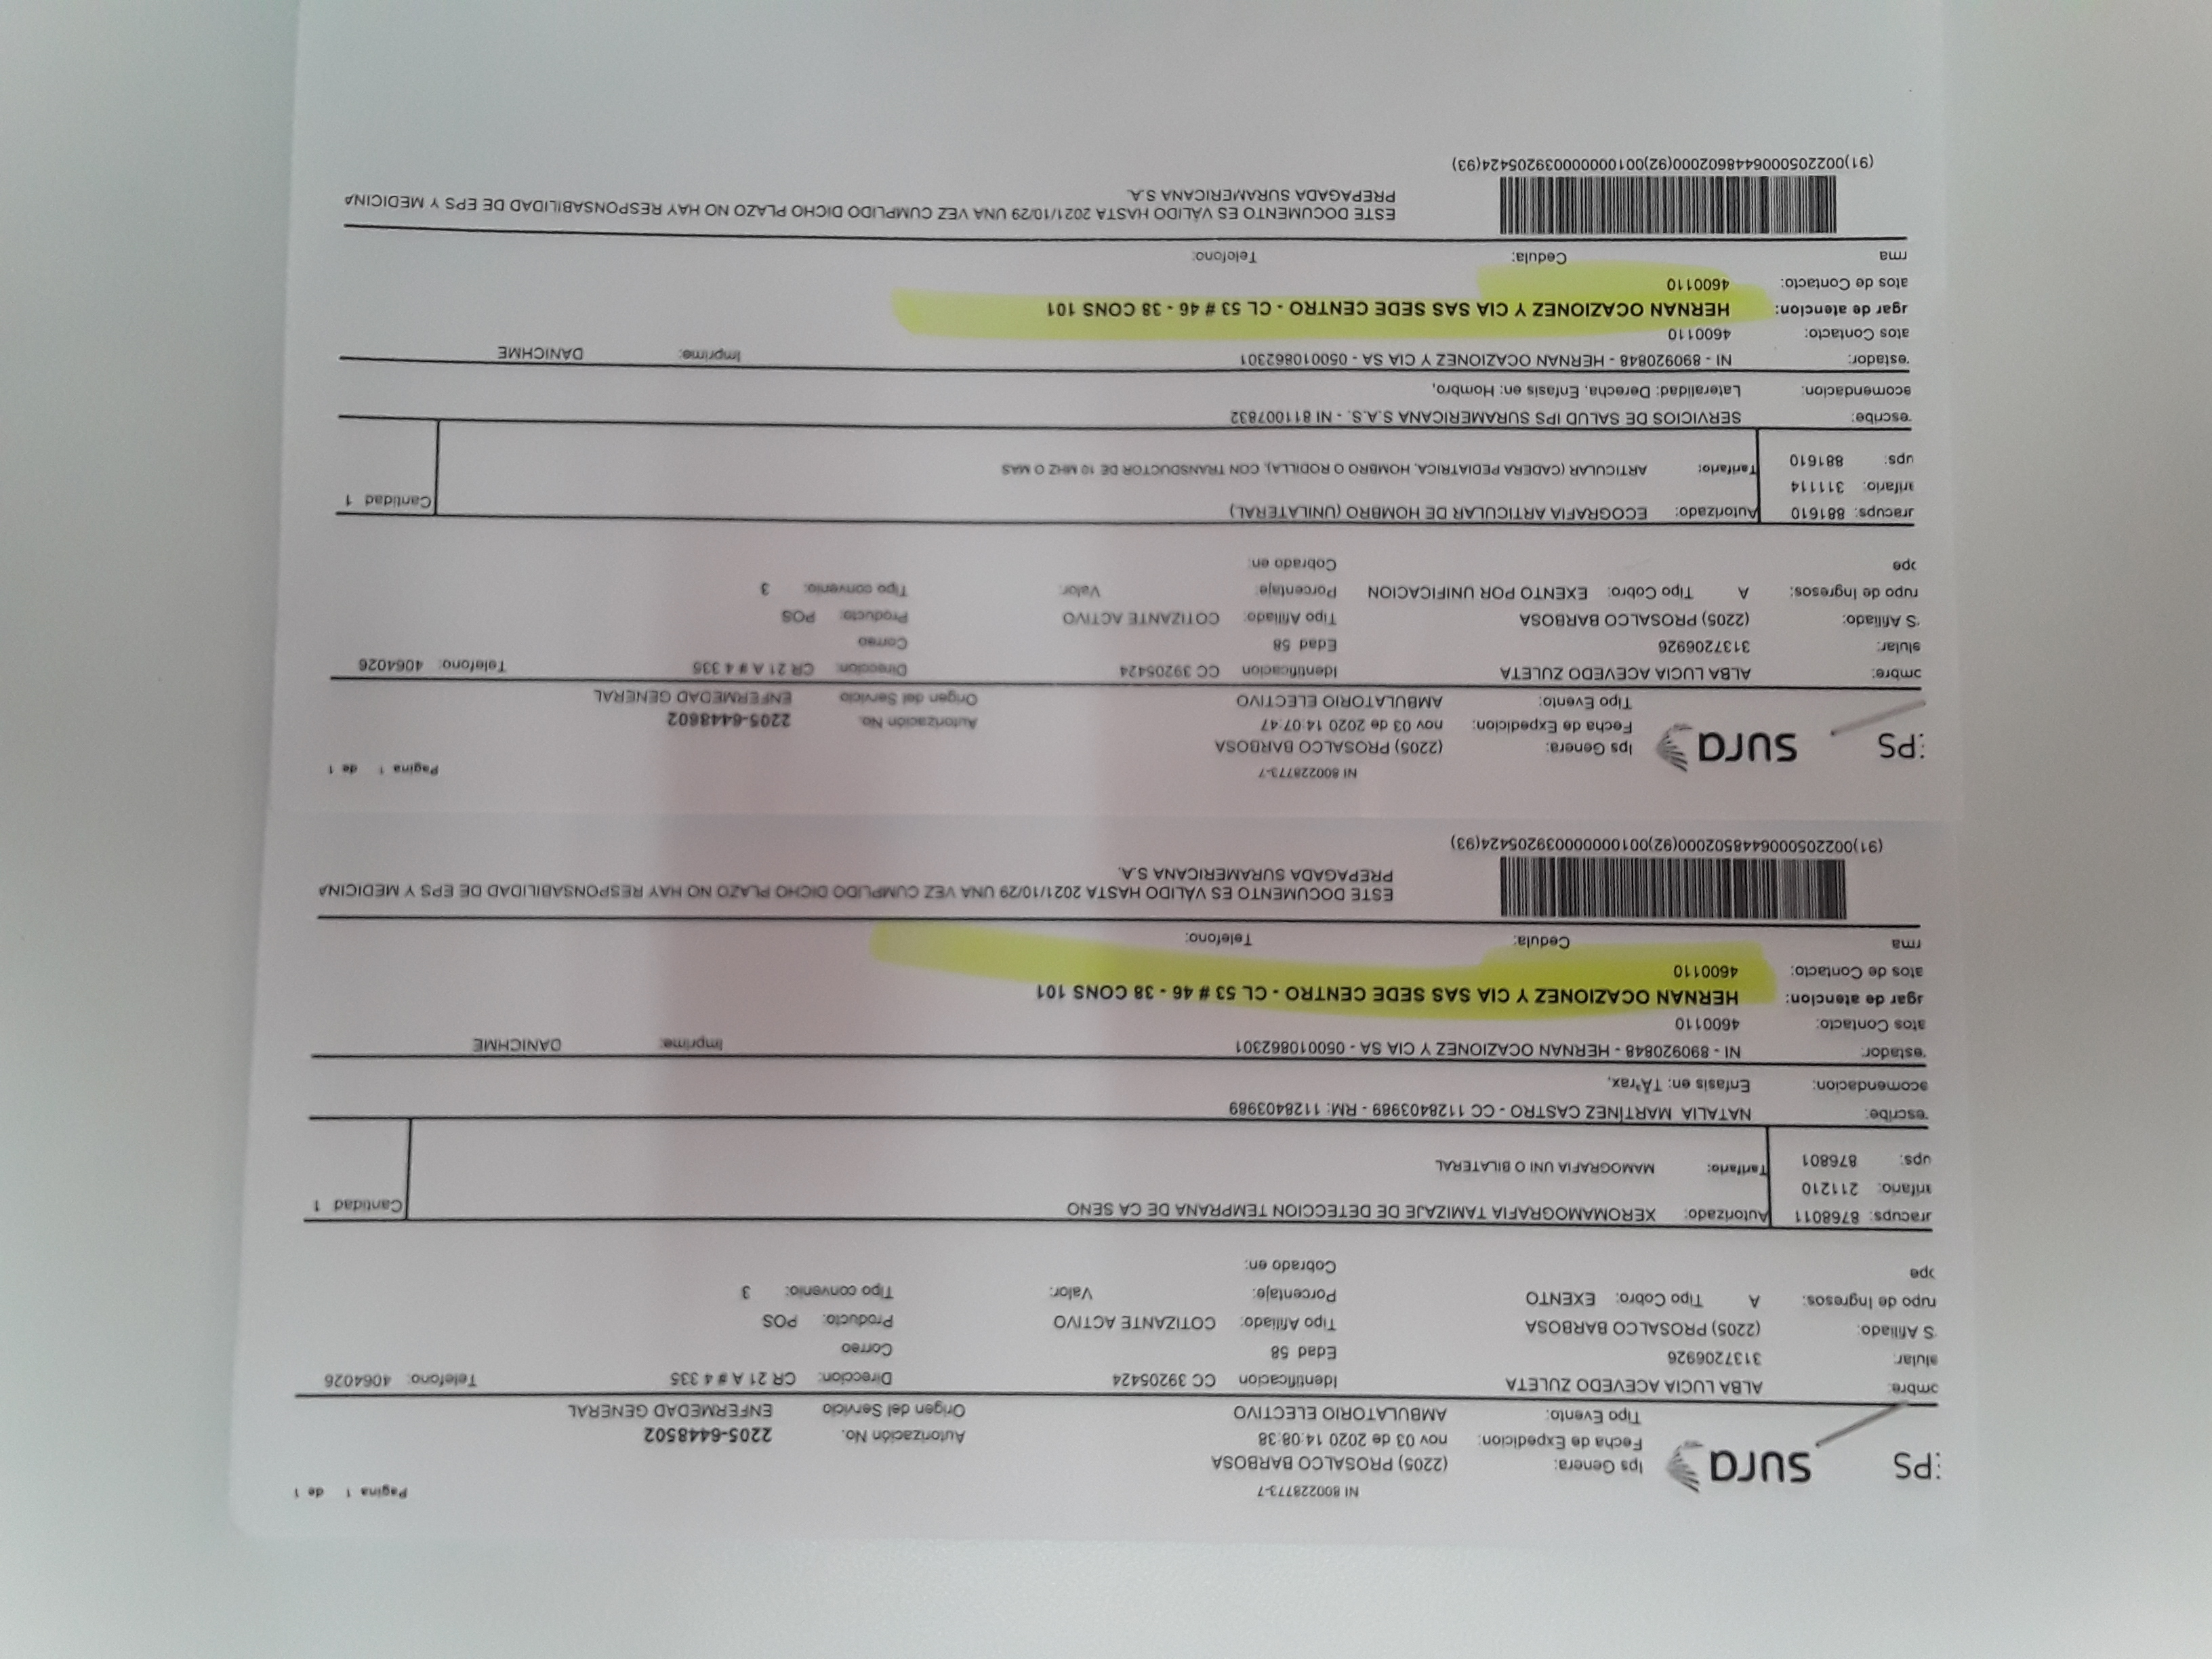 NI 800228773-7
Pagina 1 de 1
EPS sura Ips Genera: (2205) PROSALCO BARBOSA
Fecha de Expedicion: nov 03 de 2020 14:08:38 Autorización No. 2205-6448502
Tipo Evento: AMBULATORIO ELECTIVO Origen del Servicio ENFERMEDAD GENERAL
ombre: ALBA LUCIA ACEVEDO ZULETA Identificacion CC 39205424 Direccion: CR 21 A # 4 335 Telefono: 4064026
elular: 3137206926 Edad 58 Correo
S Afiliado: (2205) PROSALCO BARBOSA Tipo Afiliado: COTIZANTE ACTIVO Producto: POS
rupo de Ingresos: A Tipo Cobro: EXENTO Porcentaje: Valor: Tipo convenio: 3
ope Cobrado en:
uracups: 8768011 Autorizado: XEROMAMOGRAFIA TAMIZAJE DE DETECCION TEMPRANA DE CA SENO Cantidad 1
arifario: 211210
Tarifario: MAMOGRAFIA UNI O BILATERAL
ups: 876801
escribe: NATALIA MARTÍNEZ CASTRO - CC 1128403989 - RM: 1128403989
ecomendacion: Enfasis en: TÃ³rax,
estador: NI - 890920848 - HERNAN OCAZIONEZ Y CIA SA - 050010862301 Imprime: DANICHME
atos Contacto: 4600110
ugar de atencion: HERNAN OCAZIONEZ Y CIA SAS SEDE CENTRO - CL 53 # 46 - 38 CONS 101
atos de Contacto: 4600110
rma Cedula: Telefono:
ESTE DOCUMENTO ES VÁLIDO HASTA 2021/10/29 UNA VEZ CUMPLIDO DICHO PLAZO NO HAY RESPONSABILIDAD DE EPS Y MEDICINA
PREPAGADA SURAMERICANA S.A.
(91)0022050006448502000(92)001000000039205424(93)
NI 800228773-7
Pagina 1 de 1
EPS sura Ips Genera: (2205) PROSALCO BARBOSA
Fecha de Expedicion: nov 03 de 2020 14:07:47 Autorización No. 2205-6448602
Tipo Evento: AMBULATORIO ELECTIVO Origen del Servicio ENFERMEDAD GENERAL
ombre: ALBA LUCIA ACEVEDO ZULETA Identificacion CC 39205424 Direccion: CR 21 A # 4 335 Telefono: 4064026
elular: 3137206926 Edad 58 Correo
S Afiliado: (2205) PROSALCO BARBOSA Tipo Afiliado: COTIZANTE ACTIVO Producto: POS
rupo de Ingresos: A Tipo Cobro: EXENTO POR UNIFICACION Porcentaje: Valor: Tipo convenio: 3
ope Cobrado en:
uracups: 881610 Autorizado: ECOGRAFIA ARTICULAR DE HOMBRO (UNILATERAL) Cantidad 1
arifario: 311114
Tarifario: ARTICULAR (CADERA PEDIATRICA, HOMBRO O RODILLA), CON TRANSDUCTOR DE 10 MHZ O MAS
ups: 881610
escribe: SERVICIOS DE SALUD IPS SURAMERICANA S.A.S. - NI 811007832
ecomendacion: Lateralidad: Derecha, Enfasis en: Hombro,
estador: NI - 890920848 - HERNAN OCAZIONEZ Y CIA SA - 050010862301 Imprime: DANICHME
atos Contacto: 4600110
ugar de atencion: HERNAN OCAZIONEZ Y CIA SAS SEDE CENTRO - CL 53 # 46 - 38 CONS 101
atos de Contacto: 4600110
rma Cedula: Telefono:
ESTE DOCUMENTO ES VÁLIDO HASTA 2021/10/29 UNA VEZ CUMPLIDO DICHO PLAZO NO HAY RESPONSABILIDAD DE EPS Y MEDICINA
PREPAGADA SURAMERICANA S.A.
(91)0022050006448602000(92)001000000039205424(93)